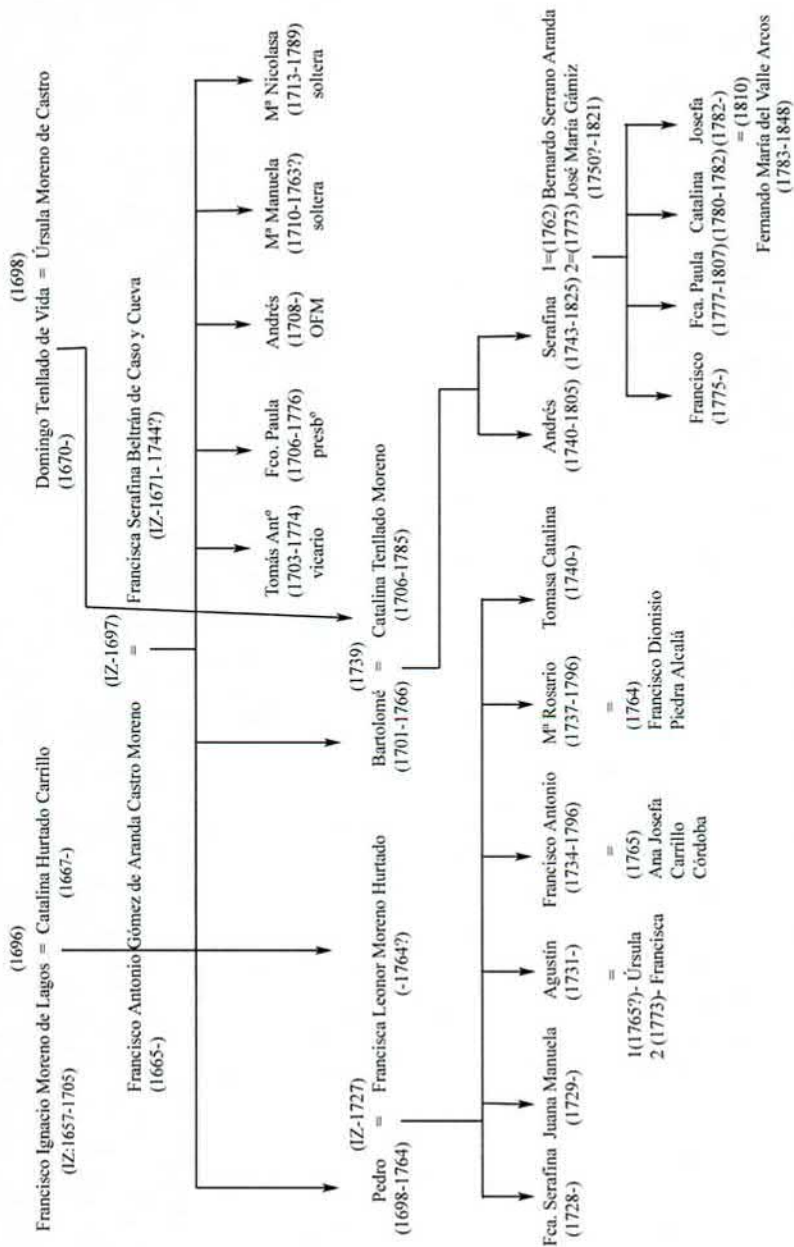 (1696)
Francisco Ignacio Moreno de Lagos = Catalina Hurtado Carrillo
(IZ:1657-1705)
(1667-)
(1698)
Domingo Tenllado de Vida = Úrsula Moreno de Castro
(1670-)
(IZ-1697)
Francisco Antonio Gómez de Aranda Castro Moreno
=
Francisca Serafina Beltrán de Caso y Cueva
(1665-)
(IZ-1671- 1744?)
Tomás Antº
(1703-1774)
vicario
Fco. Paula
(1706-1776)
presbº
Andrés
(1708-)
OFM
Mª Manuela
(1710-1763?)
soltera
Mª Nicolasa
(1713-1789)
soltera
(IZ-1727)
Pedro = Francisca Leonor Moreno Hurtado
(1698-1764)
(-1764?)
(1739)
Bartolomé = Catalina Tenllado Moreno
(1701-1766)
(1706-1785)
Fca. Serafina
(1728-)
Juana Manuela
(1729-)
Agustín
(1731-)
=
1(1765?)- Úrsula
2 (1773)- Francisca
Francisco Antonio
(1734-1796)
=
(1765)
Ana Josefa
Carrillo
Córdoba
Mª Rosario
(1737-1796)
=
(1764)
Francisco Dionisio
Piedra Alcalá
Tomasa Catalina
(1740-)
Andrés
(1740-1805)
Serafina
(1743-1825)
1=(1762) Bernardo Serrano Aranda
2=(1773) José María Gámiz
(1750?-1821)
Francisco
(1775-)
Fca. Paula
(1777-1807)
Catalina
(1780-1782)
Josefa
(1782-)
= (1810)
Fernando María del Valle Arcos
(1783-1848)